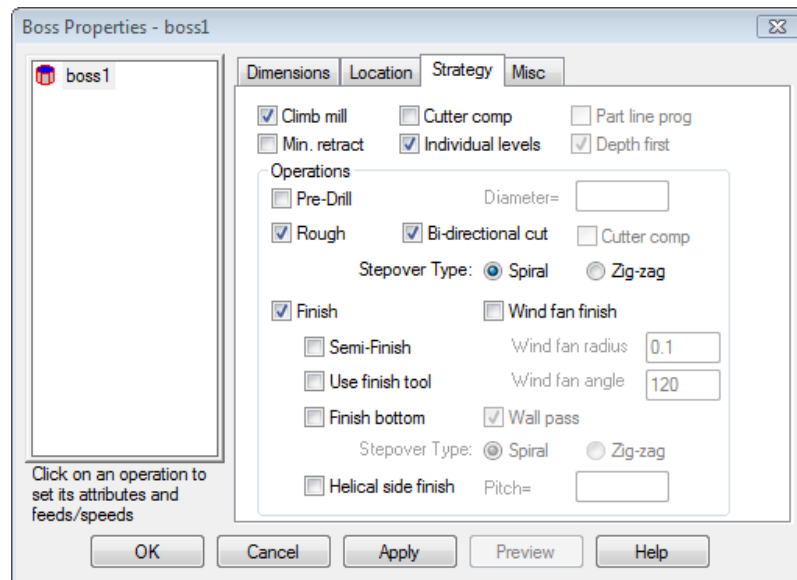 Boss Properties - boss1
boss1
Dimensions Location Strategy Misc
Climb mill Cutter comp Part line prog
Min. retract Individual levels Depth first
Operations
Pre-Drill Diameter=
Rough Bi-directional cut Cutter comp
Stepover Type: Spiral Zig-zag
Finish Wind fan finish
Semi-Finish Wind fan radius 0.1
Use finish tool Wind fan angle 120
Finish bottom Wall pass
Stepover Type: Spiral Zig-zag
Helical side finish Pitch=
Click on an operation to
set its attributes and
feeds/speeds
OK Cancel Apply Preview Help